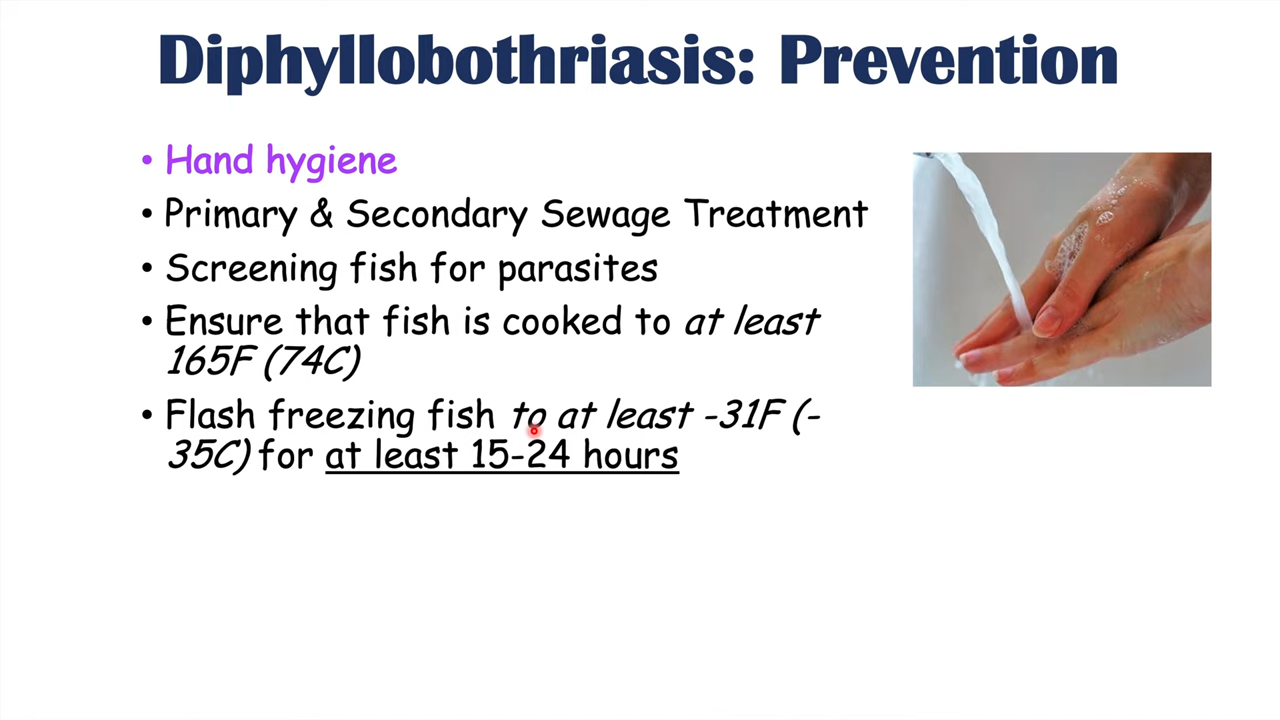 Diphyllobothriasis: Prevention
• Hand hygiene
• Primary & Secondary Sewage Treatment
• Screening fish for parasites
• Ensure that fish is cooked to at least
165F (74C)
• Flash freezing fish to at least -31F (-
35C) for at least 15-24 hours